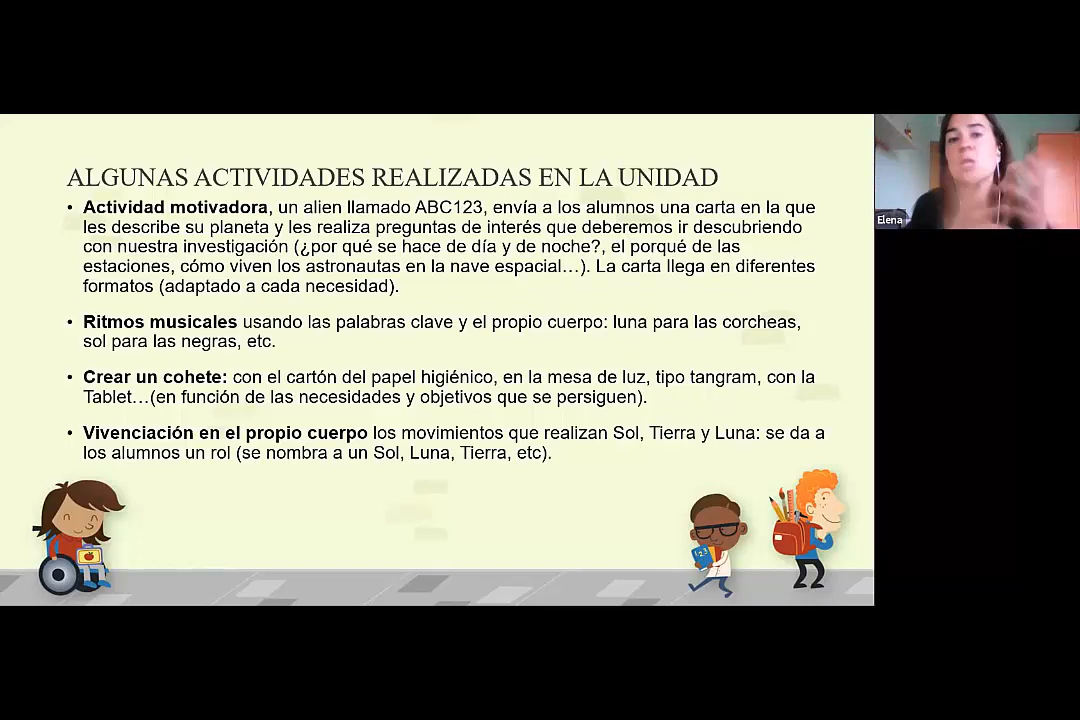 ALGUNAS ACTIVIDADES REALIZADAS EN LA UNIDAD
• Actividad motivadora, un alien llamado ABC123, envía a los alumnos una carta en la que
les describe su planeta y les realiza preguntas de interés que deberemos ir descubriendo
con nuestra investigación (¿por qué se hace de día y de noche?, el porqué de las
estaciones, cómo viven los astronautas en la nave espacial…). La carta llega en diferentes
formatos (adaptado a cada necesidad).
• Ritmos musicales usando las palabras clave y el propio cuerpo: luna para las corcheas,
sol para las negras, etc.
• Crear un cohete: con el cartón del papel higiénico, en la mesa de luz, tipo tangram, con la
Tablet…(en función de las necesidades y objetivos que se persiguen).
• Vivenciación en el propio cuerpo los movimientos que realizan Sol, Tierra y Luna: se da a
los alumnos un rol (se nombra a un Sol, Luna, Tierra, etc).
Elena
123